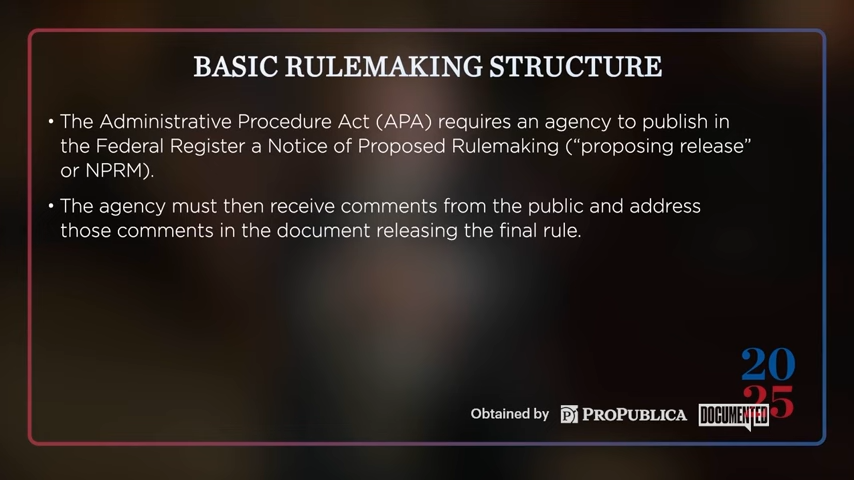 BASIC RULEMAKING STRUCTURE
• The Administrative Procedure Act (APA) requires an agency to publish in
the Federal Register a Notice of Proposed Rulemaking (“proposing release”
or NPRM).
• The agency must then receive comments from the public and address
those comments in the document releasing the final rule.
20
25
Obtained by PROPUBLICA DOCUMENTED